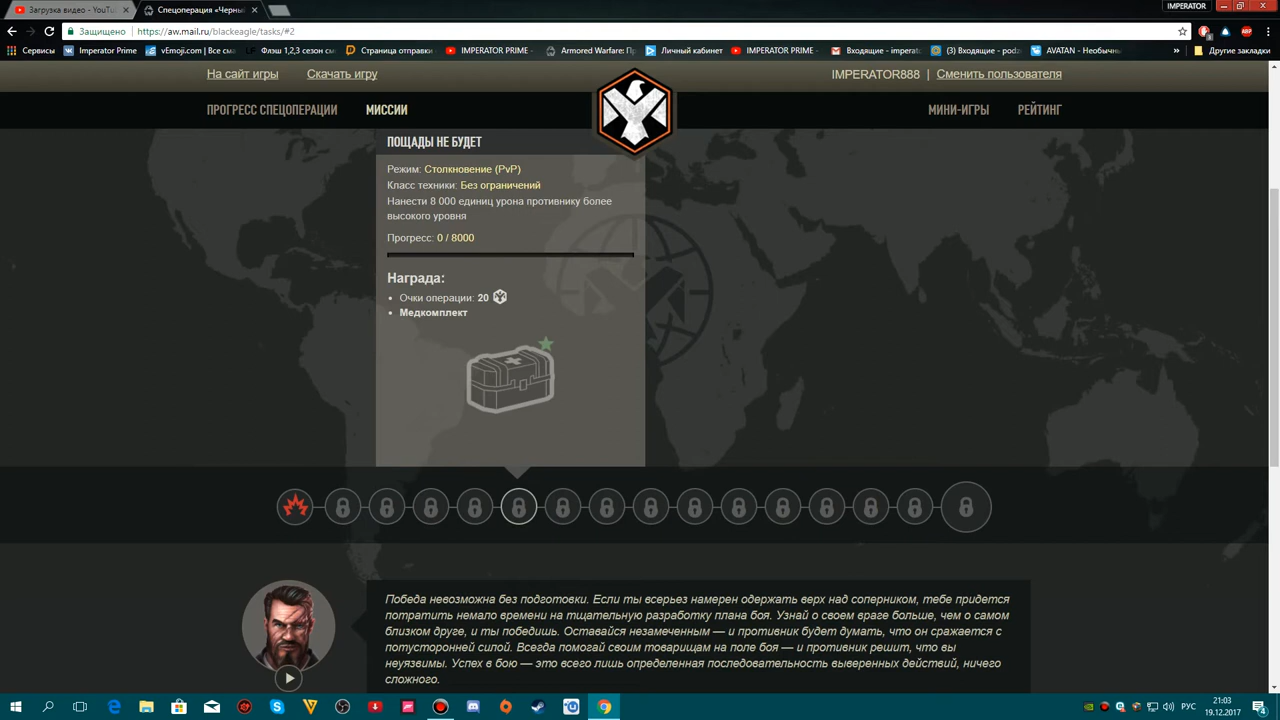 Загрузка видео - YouTu
Спецоперация «Черны
IMPERATOR
Защищено
https://aw.mail.ru/blackeagle/tasks/#2
Сервисы
Imperator Prime
vEmoji.com | Все см
Флэш 1,2,3 сезон см
Страница отправки
IMPERATOR PRIME -
Armored Warfare: П
Личный кабинет
IMPERATOR PRIME -
Входящие - imperat
(3) Входящие - pod
AVATAN - Необычн
»
Другие закладки
На сайт игры
Скачать игру
IMPERATOR888 | Сменить пользователя
ПРОГРЕСС СПЕЦОПЕРАЦИИ
МИССИИ
МИНИ-ИГРЫ
РЕЙТИНГ
ПОЩАДЫ НЕ БУДЕТ
Режим: Столкновение (PvP)
Класс техники: Без ограничений
Нанести 8 000 единиц урона противнику более
высокого уровня
Прогресс: 0 / 8000
Награда:
• Очки операции: 20
• Медкомплект
Победа невозможна без подготовки. Если ты всерьез намерен одержать верх над соперником, тебе придется
потратить немало времени на тщательную разработку плана боя. Узнай о своем враге больше, чем о самом
близком друге, и ты победишь. Оставайся незамеченным — и противник будет думать, что он сражается с
потусторонней силой. Всегда помогай своим товарищам на поле боя — и противник решит, что вы
неуязвимы. Успех в бою — это всего лишь определенная последовательность выверенных действий, ничего
сложного.
РУС
21:03
19.12.2017
4